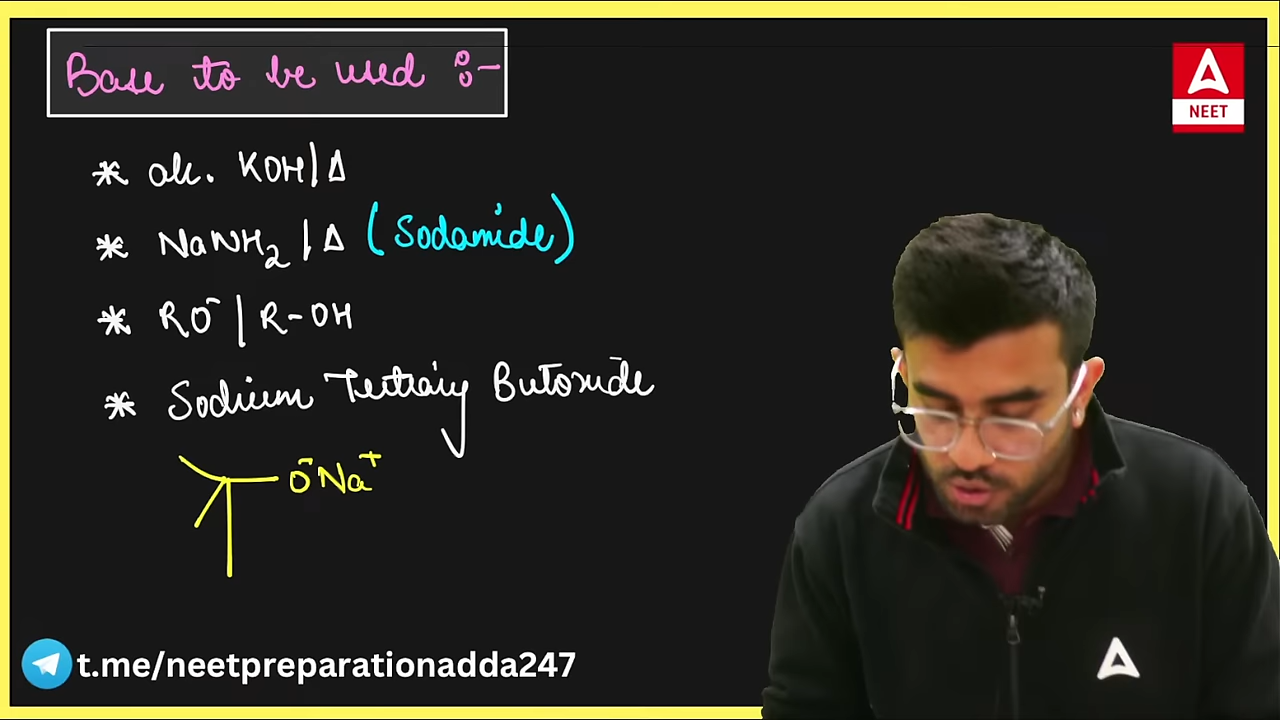 Base to be used :-
NEET
* alc. KOH/Δ
* NaNH₂/Δ (Sodamide)
* RO⁻/R-OH
* Sodium Tertiary Butoxide
O⁻Na⁺
t.me/neetpreparationadda247